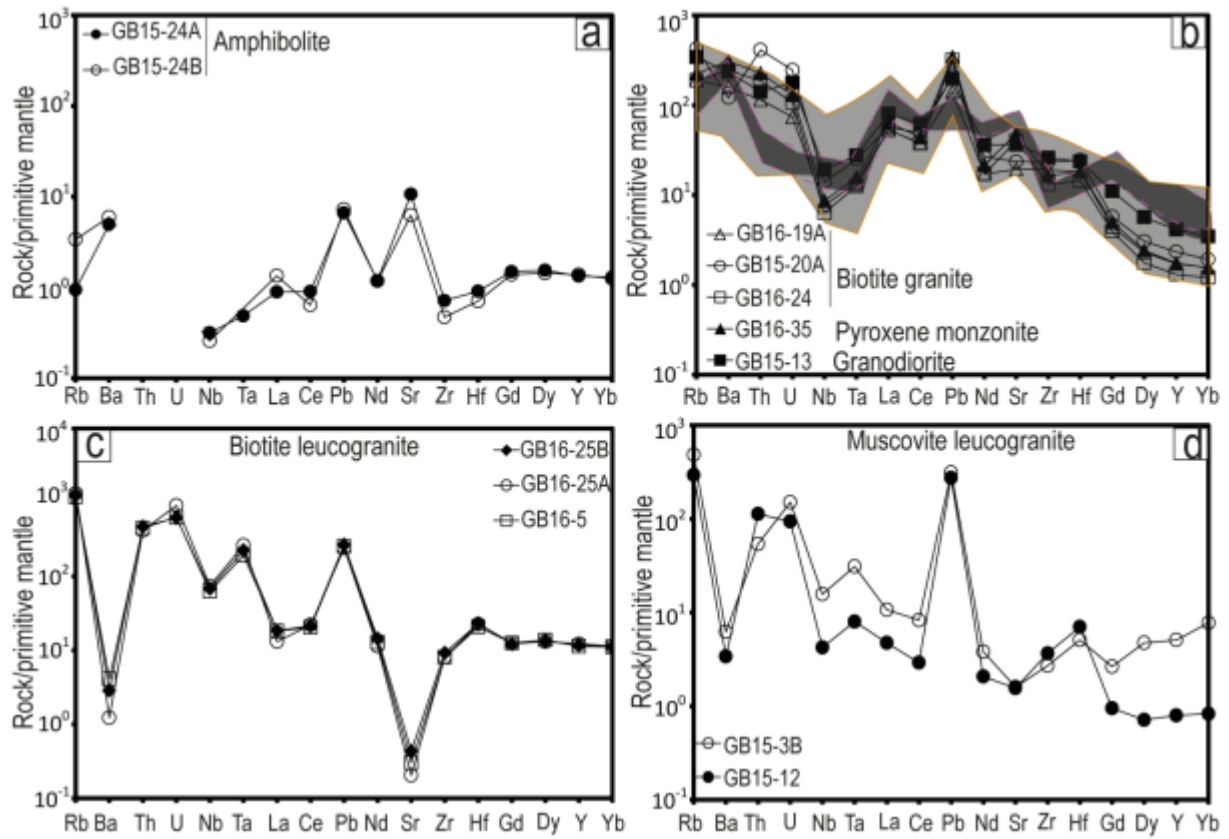 10³
GB15-24A
Amphibolite
a
GB15-24B
10²
Rock/primitive mantle
10¹
10⁰
10⁻¹
Rb Ba Th U Nb Ta La Ce Pb Nd Sr Zr Hf Gd Dy Y Yb
10³
b
10²
Rock/primitive mantle
10¹
GB16-19A
GB15-20A
Biotite granite
GB16-24
10⁰
GB16-35 Pyroxene monzonite
GB15-13 Granodiorite
10⁻¹
Rb Ba Th U Nb Ta La Ce Pb Nd Sr Zr Hf Gd Dy Y Yb
10⁴
c
Biotite leucogranite
GB16-25B
GB16-25A
GB16-5
10³
Rock/primitive mantle
10²
10¹
10⁰
10⁻¹
Rb Ba Th U Nb Ta La Ce Pb Nd Sr Zr Hf Gd Dy Y Yb
10³
Muscovite leucogranite
d
10²
Rock/primitive mantle
10¹
10⁰
GB15-3B
GB15-12
10⁻¹
Rb Ba Th U Nb Ta La Ce Pb Nd Sr Zr Hf Gd Dy Y Yb